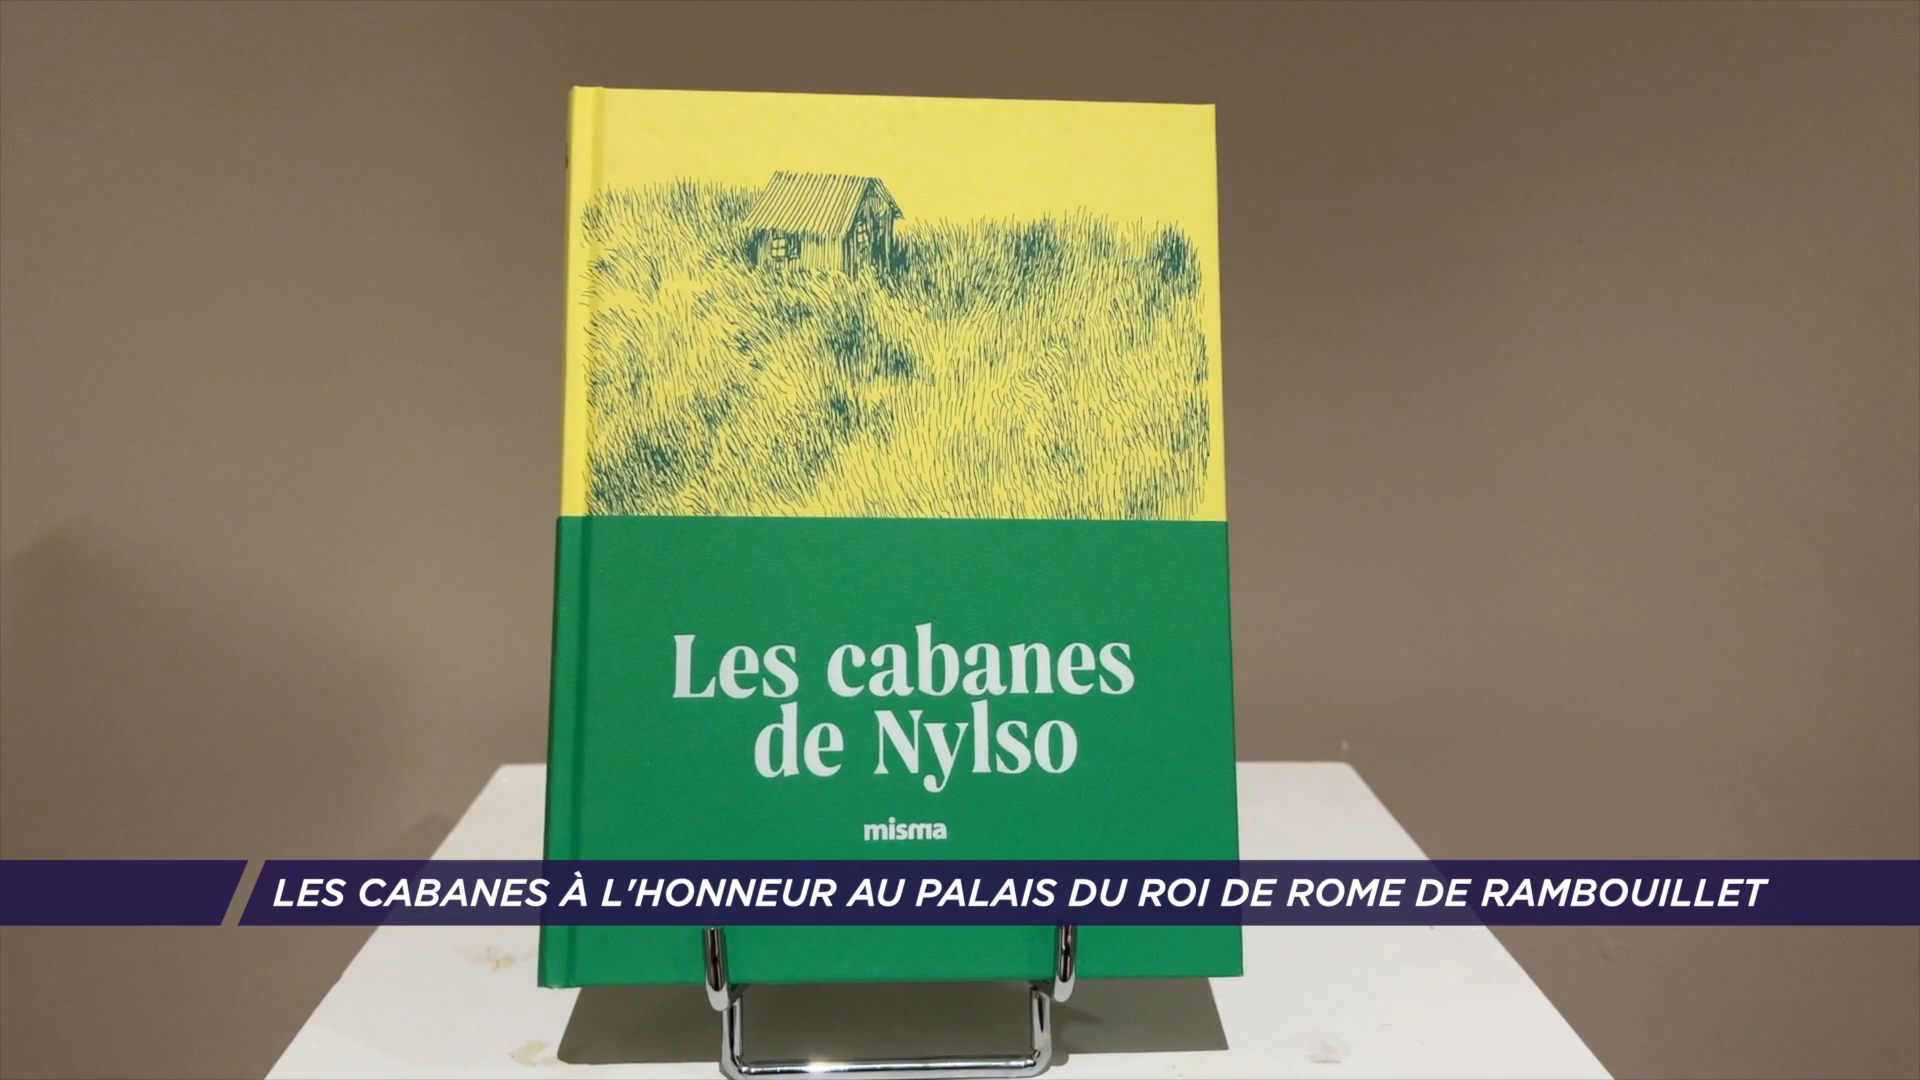 Les cabanes
de Nylso
misma
LES CABANES À L'HONNEUR AU PALAIS DU ROI DE ROME DE RAMBOUILLET